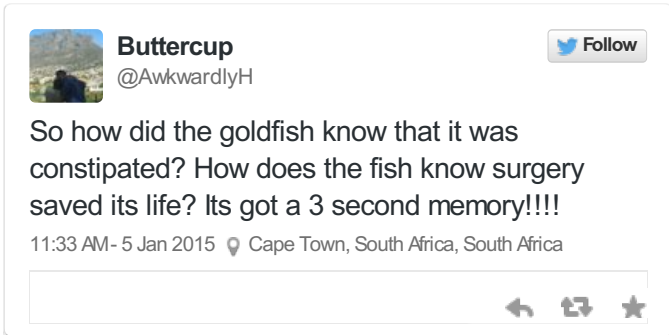 Buttercup
Follow
@AwkwardlyH
So how did the goldfish know that it was
constipated? How does the fish know surgery
saved its life? Its got a 3 second memory!!!!
11:33 AM - 5 Jan 2015 Cape Town, South Africa, South Africa